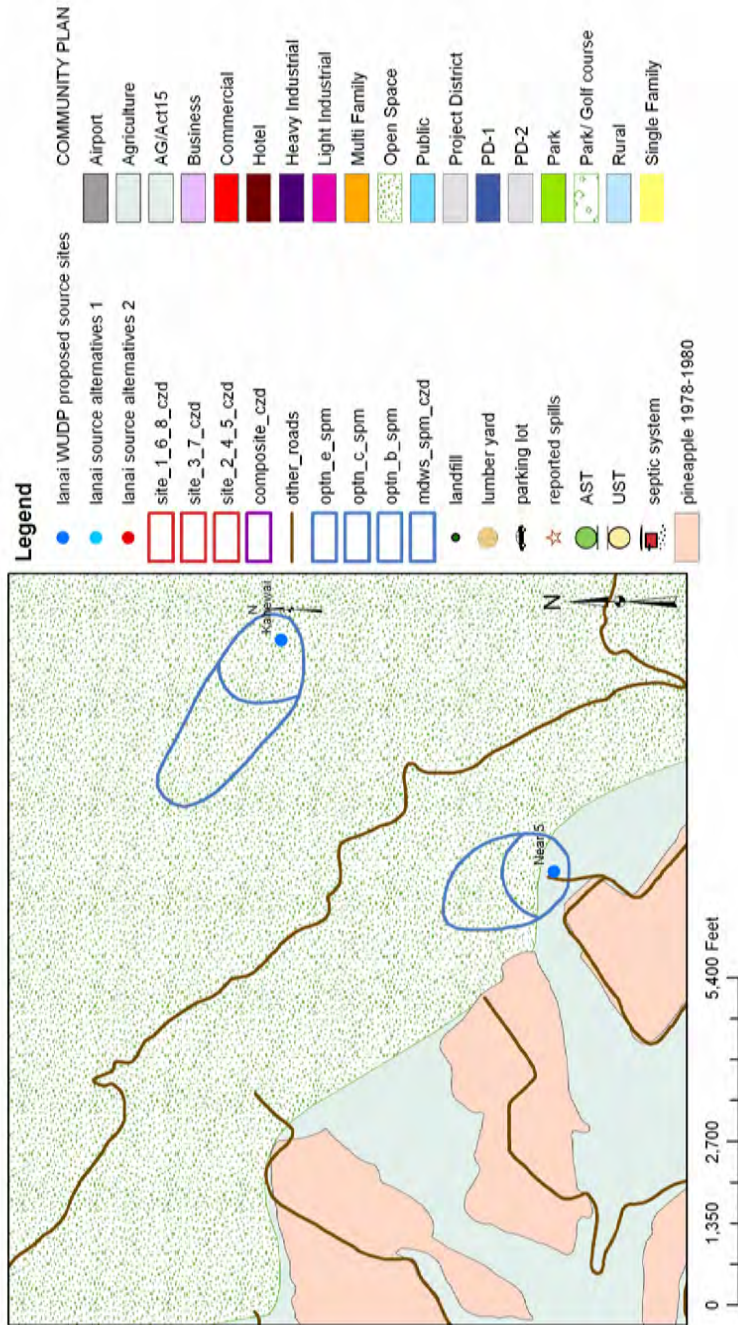 Legend
lanai WUDP proposed source sites
lanai source alternatives 1
lanai source alternatives 2
site_1_6_8_czd
site_3_7_czd
site_2_4_5_czd
composite_czd
other_roads
optn_e_spm
optn_c_spm
optn_b_spm
mdws_spm_czd
landfill
lumber yard
parking lot
reported spills
AST
UST
septic system
pineapple 1978-1980
COMMUNITY PLAN
Airport
Agriculture
AG/Act15
Business
Commercial
Hotel
Heavy Industrial
Light Industrial
Multi Family
Open Space
Public
Project District
PD-1
PD-2
Park
Park/ Golf course
Rural
Single Family
N
Near 5
N
0 1,350 2,700 5,400 Feet